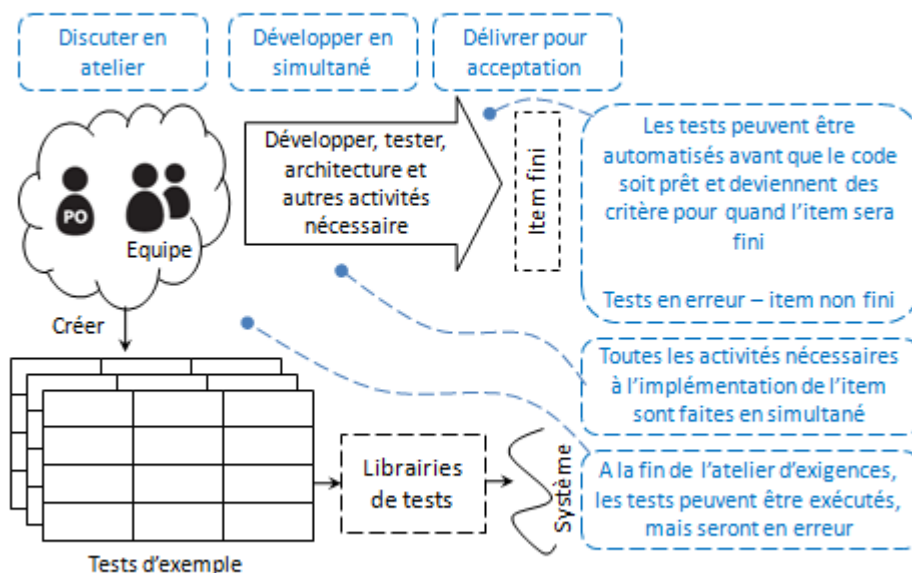 Discuter en
atelier
Développer en
simultané
Délivrer pour
acceptation
PO
Equipe
Développer, tester,
architecture et
autres activités
nécessaire
Item fini
Les tests peuvent être
automatisés avant que le code
soit prêt et deviennent des
critère pour quand l'item sera
fini
Tests en erreur – item non fini
Créer
Toutes les activités nécessaires
à l'implémentation de l'item
sont faites en simultané
Librairies
de tests
Système
A la fin de l'atelier d'exigences,
les tests peuvent être exécutés,
mais seront en erreur
Tests d'exemple